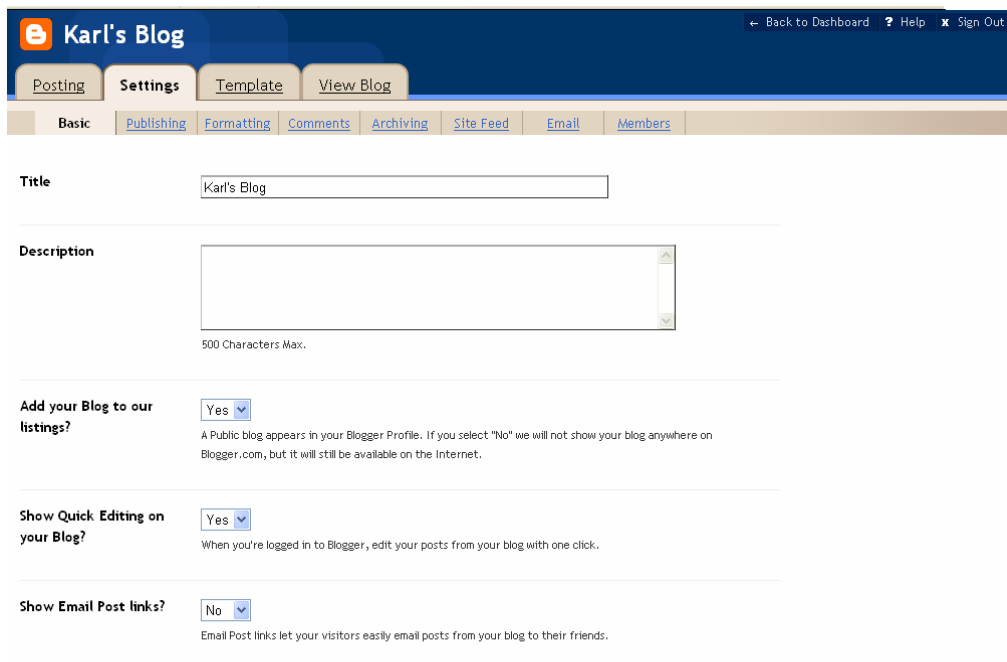 Karl's Blog
← Back to Dashboard ? Help x Sign Out
Posting Settings Template View Blog
Basic Publishing Formatting Comments Archiving Site Feed Email Members
Title
Karl's Blog
Description
500 Characters Max.
Add your Blog to our
listings?
Yes
A Public blog appears in your Blogger Profile. If you select "No" we will not show your blog anywhere on
Blogger.com, but it will still be available on the Internet.
Show Quick Editing on
your Blog?
Yes
When you're logged in to Blogger, edit your posts from your blog with one click.
Show Email Post links?
No
Email Post links let your visitors easily email posts from your blog to their friends.